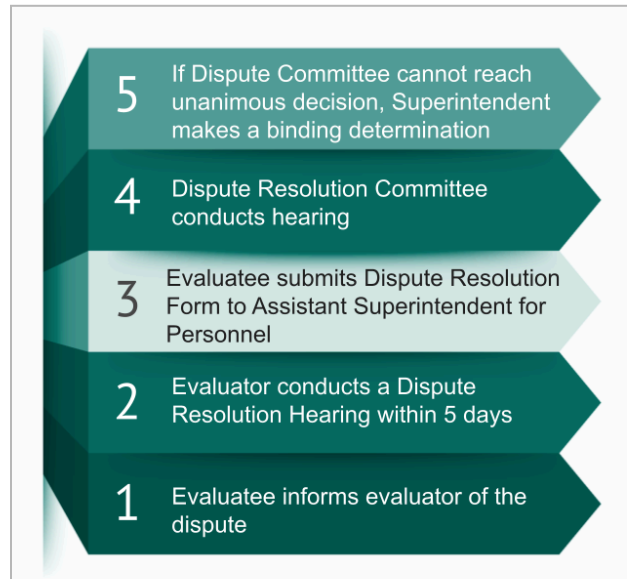 5
If Dispute Committee cannot reach
unanimous decision, Superintendent
makes a binding determination
4
Dispute Resolution Committee
conducts hearing
3
Evaluatee submits Dispute Resolution
Form to Assistant Superintendent for
Personnel
2
Evaluator conducts a Dispute
Resolution Hearing within 5 days
1
Evaluatee informs evaluator of the
dispute